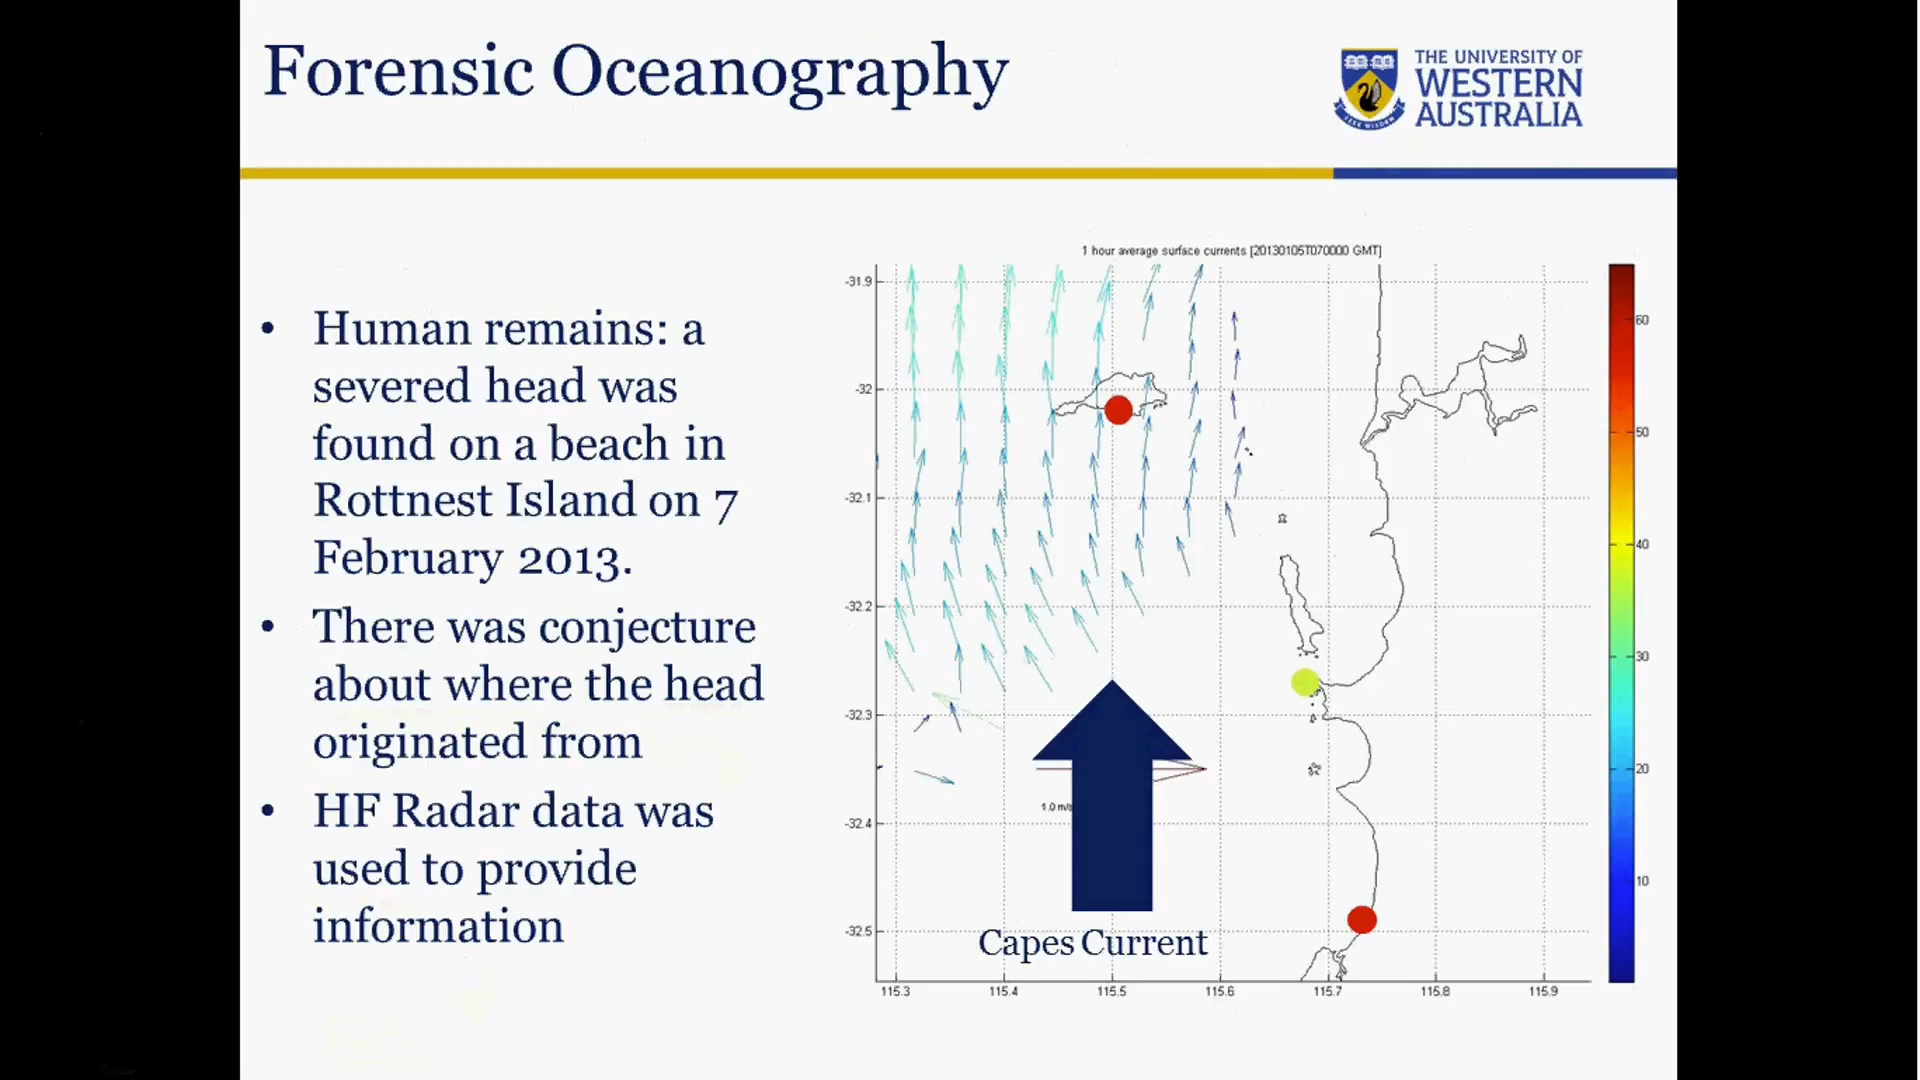 Forensic Oceanography
THE UNIVERSITY OF
WESTERN
AUSTRALIA
SEEK WISDOM
• Human remains: a
severed head was
found on a beach in
Rottnest Island on 7
February 2013.
• There was conjecture
about where the head
originated from
• HF Radar data was
used to provide
information
1 hour average surface currents [20130105T070000 GMT]
-31.9
-32
-32.1
-32.2
-32.3
-32.4
-32.5
1.0 m/s
Capes Current
115.3 115.4 115.5 115.6 115.7 115.8 115.9
60
50
40
30
20
10